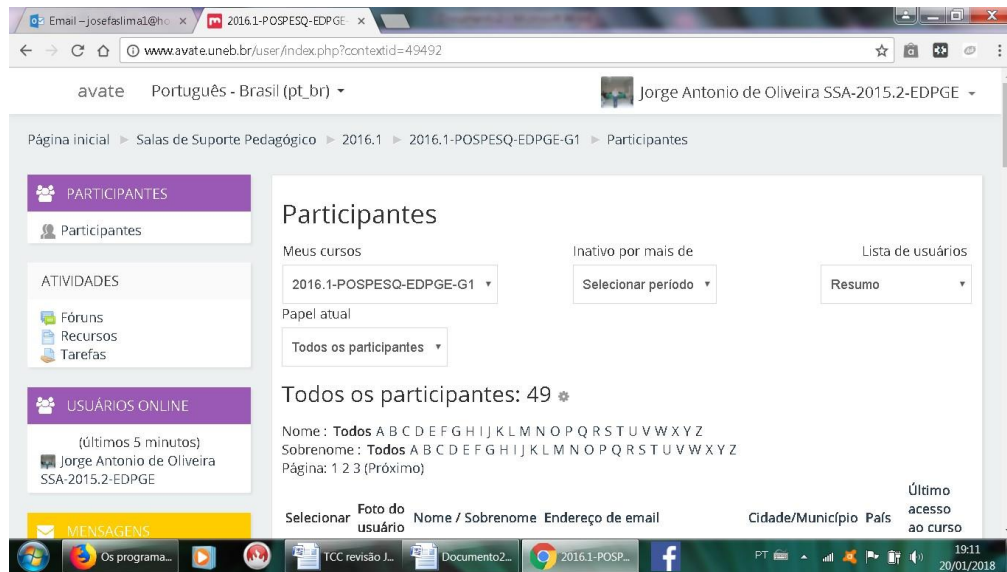 Email – josefaslima1@ho
2016.1-POSPESQ-EDPGE-
www.avate.uneb.br/user/index.php?contextid=49492
avate Português - Brasil (pt_br)
Jorge Antonio de Oliveira SSA-2015.2-EDPGE
Página inicial Salas de Suporte Pedagógico 2016.1 2016.1-POSPESQ-EDPGE-G1 Participantes
PARTICIPANTES
Participantes
ATIVIDADES
Fóruns
Recursos
Tarefas
USUÁRIOS ONLINE
(últimos 5 minutos)
Jorge Antonio de Oliveira
SSA-2015.2-EDPGE
MENSAGENS
Participantes
Meus cursos Inativo por mais de Lista de usuários
2016.1-POSPESQ-EDPGE-G1 Selecionar período Resumo
Papel atual
Todos os participantes
Todos os participantes: 49
Nome : Todos A B C D E F G H I J K L M N O P Q R S T U V W X Y Z
Sobrenome : Todos A B C D E F G H I J K L M N O P Q R S T U V W X Y Z
Página: 1 2 3 (Próximo)
Selecionar Foto do usuário Nome / Sobrenome Endereço de email Cidade/Município País Último acesso ao curso
Os programa... TCC revisão J... Documento2... 2016.1-POSP... PT 19:11
20/01/2018